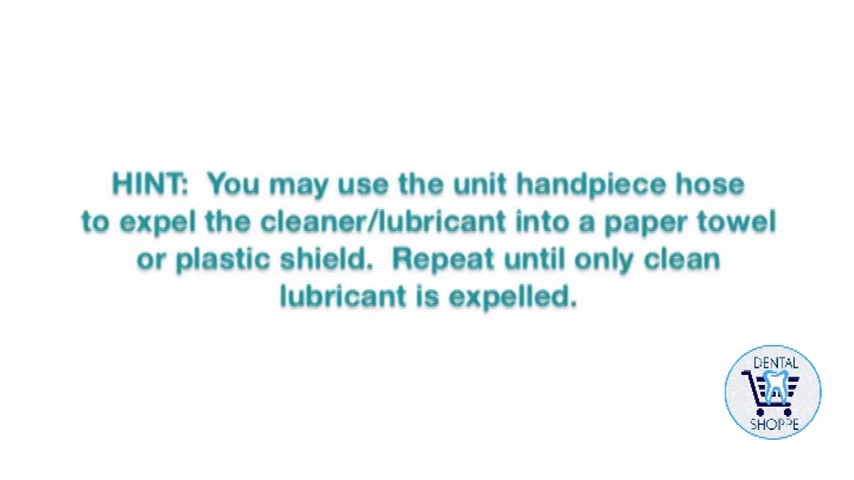 HINT:  You may use the unit handpiece hose
to expel the cleaner/lubricant into a paper towel
or plastic shield.  Repeat until only clean
lubricant is expelled.
DENTAL
SHOPPE